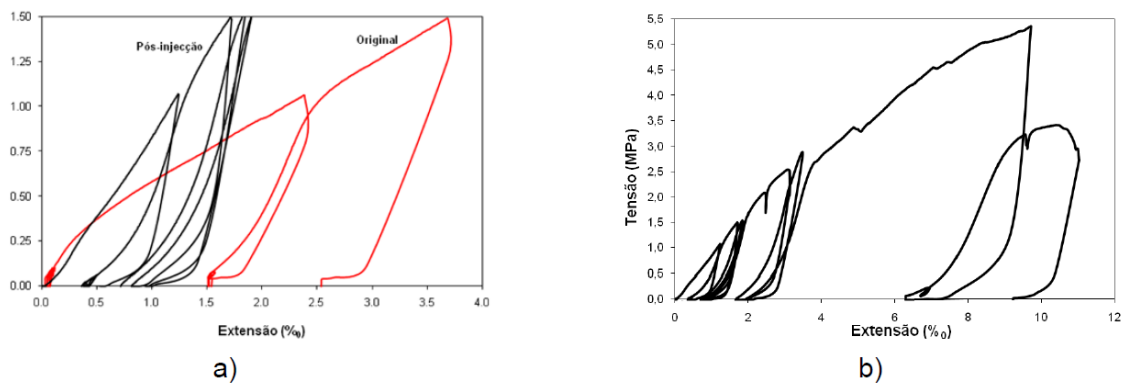 1.50
1.25
1.00
0.75
0.50
0.25
0.00
Pós-injecção
Original
0.0 0.5 1.0 1.5 2.0 2.5 3.0 3.5 4.0
Extensão (‰)
a)
Tensão (MPa)
5,5
5,0
4,5
4,0
3,5
3,0
2,5
2,0
1,5
1,0
0,5
0,0
0 2 4 6 8 10 12
Extensão (%₀)
b)